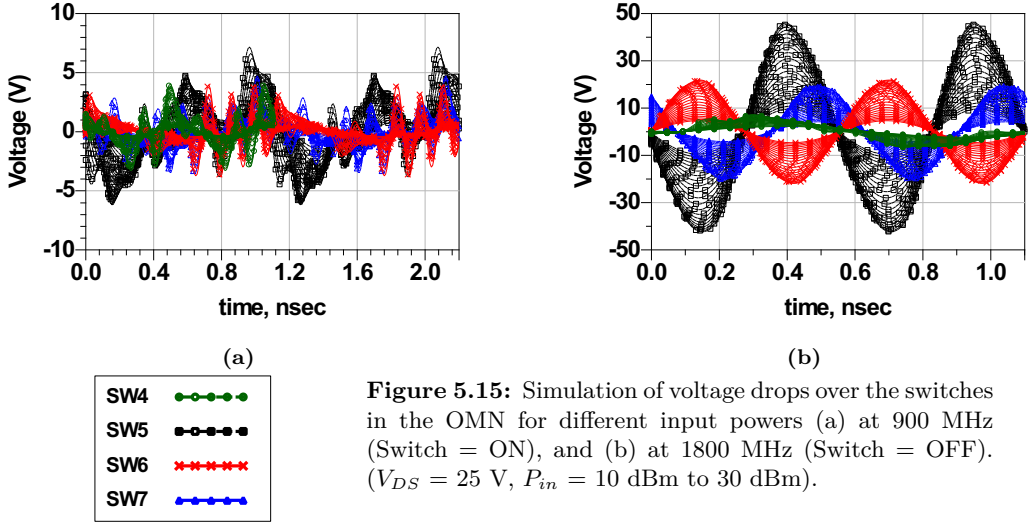 10
5
0
-5
-10
Voltage (V)
0.0 0.4 0.8 1.2 1.6 2.0
time, nsec
(a)
50
30
10
-10
-30
-50
Voltage (V)
0.0 0.2 0.4 0.6 0.8 1.0
time, nsec
(b)
SW4
SW5
SW6
SW7
Figure 5.15: Simulation of voltage drops over the switches
in the OMN for different input powers (a) at 900 MHz
(Switch = ON), and (b) at 1800 MHz (Switch = OFF).
(V_{DS} = 25 V, P_{in} = 10 dBm to 30 dBm).